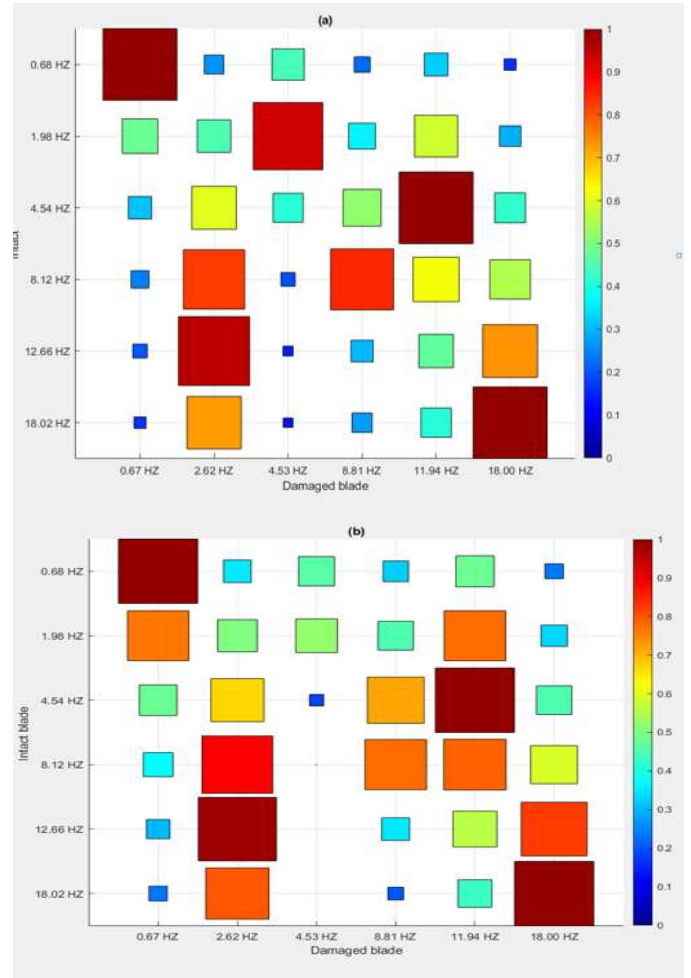 (a)
0.68 HZ
1.98 HZ
4.54 HZ
8.12 HZ
12.66 HZ
18.02 HZ
Intact
0.67 HZ 2.62 HZ 4.53 HZ 8.81 HZ 11.94 HZ 18.00 HZ
Damaged blade
1
0.9
0.8
0.7
0.6
0.5
0.4
0.3
0.2
0.1
0
(b)
0.68 HZ
1.98 HZ
4.54 HZ
8.12 HZ
12.66 HZ
18.02 HZ
Intact blade
0.67 HZ 2.62 HZ 4.53 HZ 8.81 HZ 11.94 HZ 18.00 HZ
Damaged blade
1
0.9
0.8
0.7
0.6
0.5
0.4
0.3
0.2
0.1
0